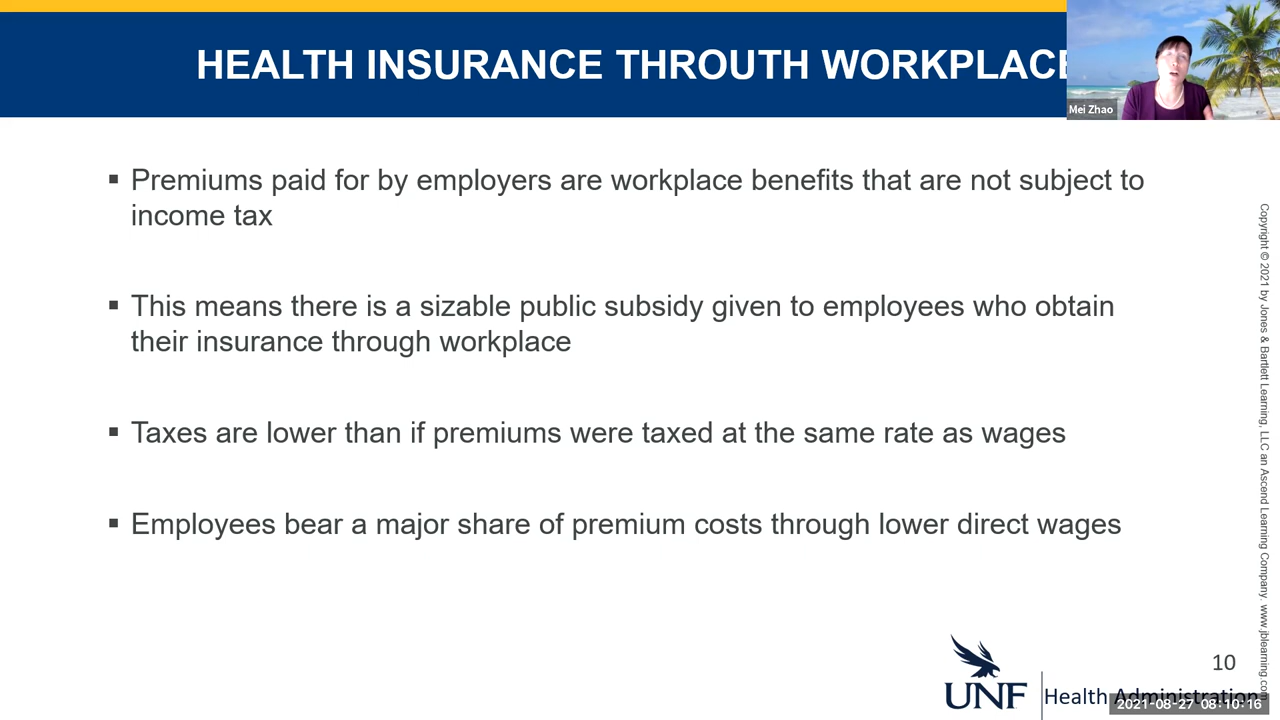 HEALTH INSURANCE THROUTH WORKPLACE
Mei Zhao
▪ Premiums paid for by employers are workplace benefits that are not subject to
income tax
▪ This means there is a sizable public subsidy given to employees who obtain
their insurance through workplace
▪ Taxes are lower than if premiums were taxed at the same rate as wages
▪ Employees bear a major share of premium costs through lower direct wages
Copyright © 2021 by Jones & Bartlett Learning, LLC an Ascend Learning Company. www.jblearning.com
10
UNF
Health Administration
2021-08-27 08:10:16